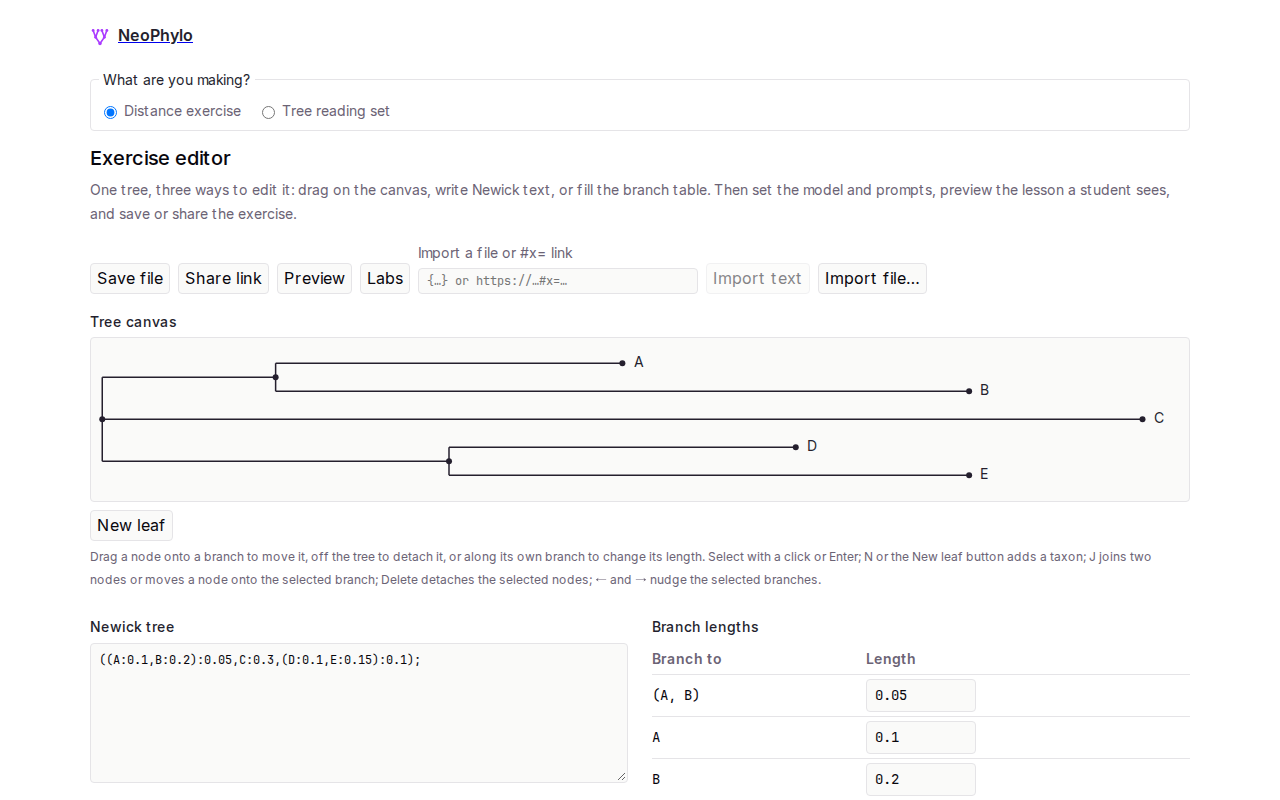 NeoPhylo
What are you making?
Distance exercise Tree reading set
Exercise editor
One tree, three ways to edit it: drag on the canvas, write Newick text, or fill the branch table. Then set the model and prompts, preview the lesson a student sees,
and save or share the exercise.
Import a file or #x= link
Save file Share link Preview Labs {…} or https://…#x=… Import text Import file…
Tree canvas
A
B
C
D
E
New leaf
Drag a node onto a branch to move it, off the tree to detach it, or along its own branch to change its length. Select with a click or Enter; N or the New leaf button adds a taxon; J joins two
nodes or moves a node onto the selected branch; Delete detaches the selected nodes; ← and → nudge the selected branches.
Newick tree
((A:0.1,B:0.2):0.05,C:0.3,(D:0.1,E:0.15):0.1);
Branch lengths
Branch to Length
(A, B) 0.05
A 0.1
B 0.2